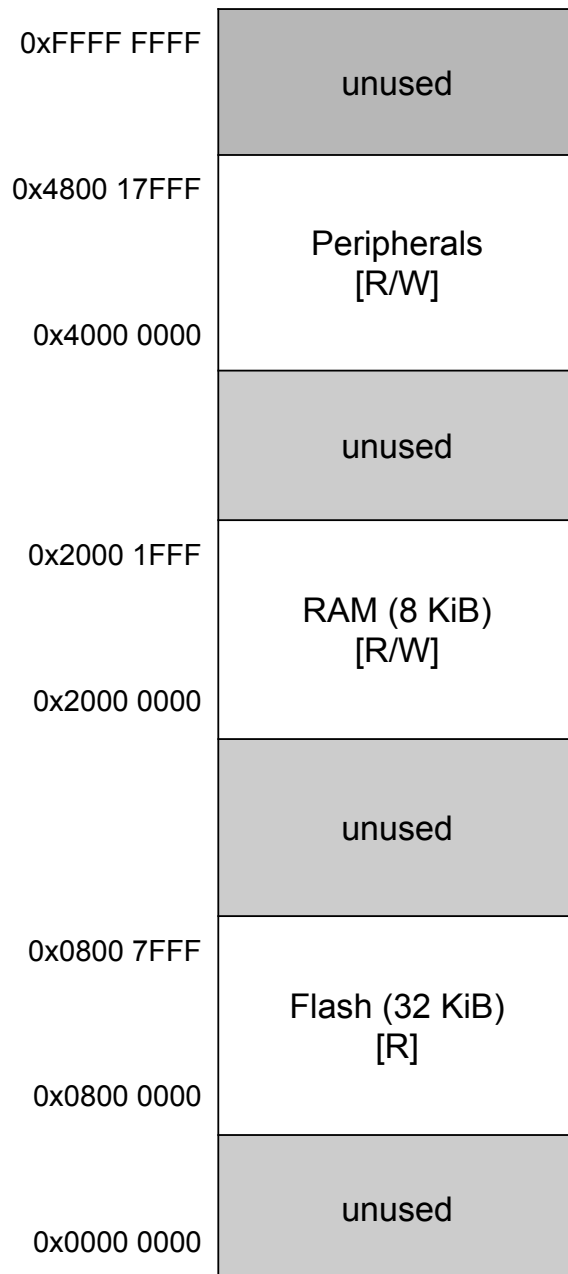 0xFFFF FFFF
unused
0x4800 17FFF
Peripherals
[R/W]
0x4000 0000
unused
0x2000 1FFF
RAM (8 KiB)
[R/W]
0x2000 0000
unused
0x0800 7FFF
Flash (32 KiB)
[R]
0x0800 0000
unused
0x0000 0000